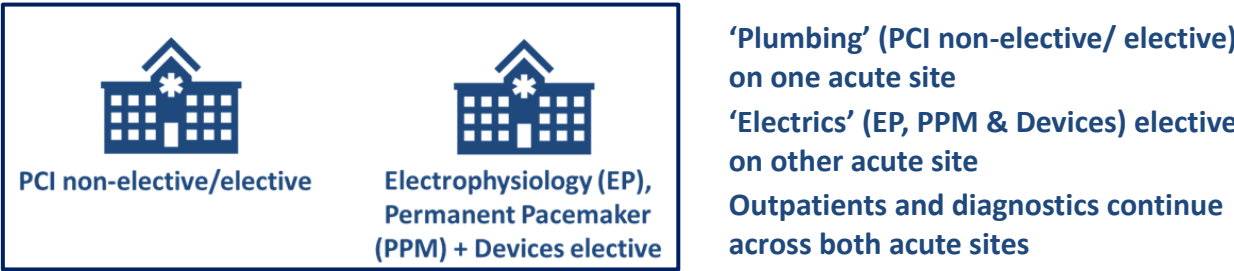 PCI non-elective/elective
Electrophysiology (EP),
Permanent Pacemaker
(PPM) + Devices elective
‘Plumbing’ (PCI non-elective/ elective)
on one acute site
‘Electrics’ (EP, PPM & Devices) elective
on other acute site
Outpatients and diagnostics continue
across both acute sites